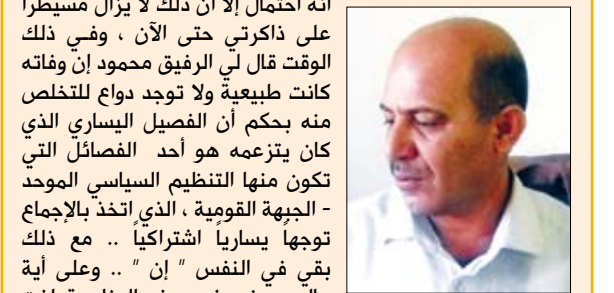 أنه احتمال إلا أن ذلك لا يزال مسيطراً
على ذاكرتي حتى الآن ، وفي ذلك
الوقت قال لي الرفيق محمود إن وفاته
كانت طبيعية ولا توجد دواع للتخلص
منه بحكم أن الفصيل اليساري الذي
كان يتزعمه هو أحد الفصائل التي
تكون منها التنظيم السياسي الموحد
- الجبهة القومية ، الذي اتخذ بالإجماع
توجهاً يسارياً اشتراكياً .. مع ذلك
بقي في النفس " إن " .. وعلى أية